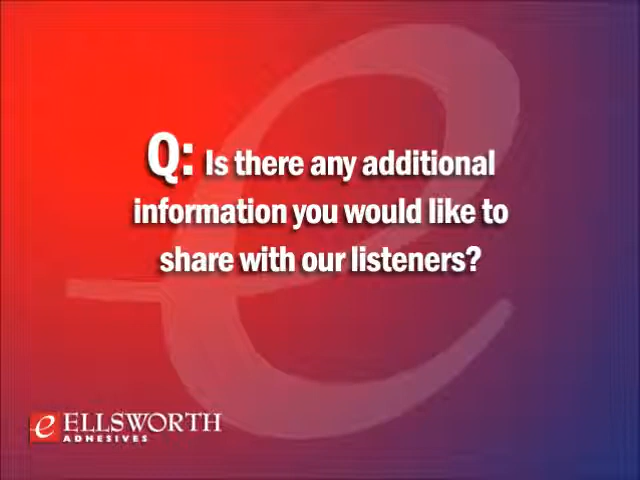 Q: Is there any additional
information you would like to
share with our listeners?
e ELLSWORTH
ADHESIVES